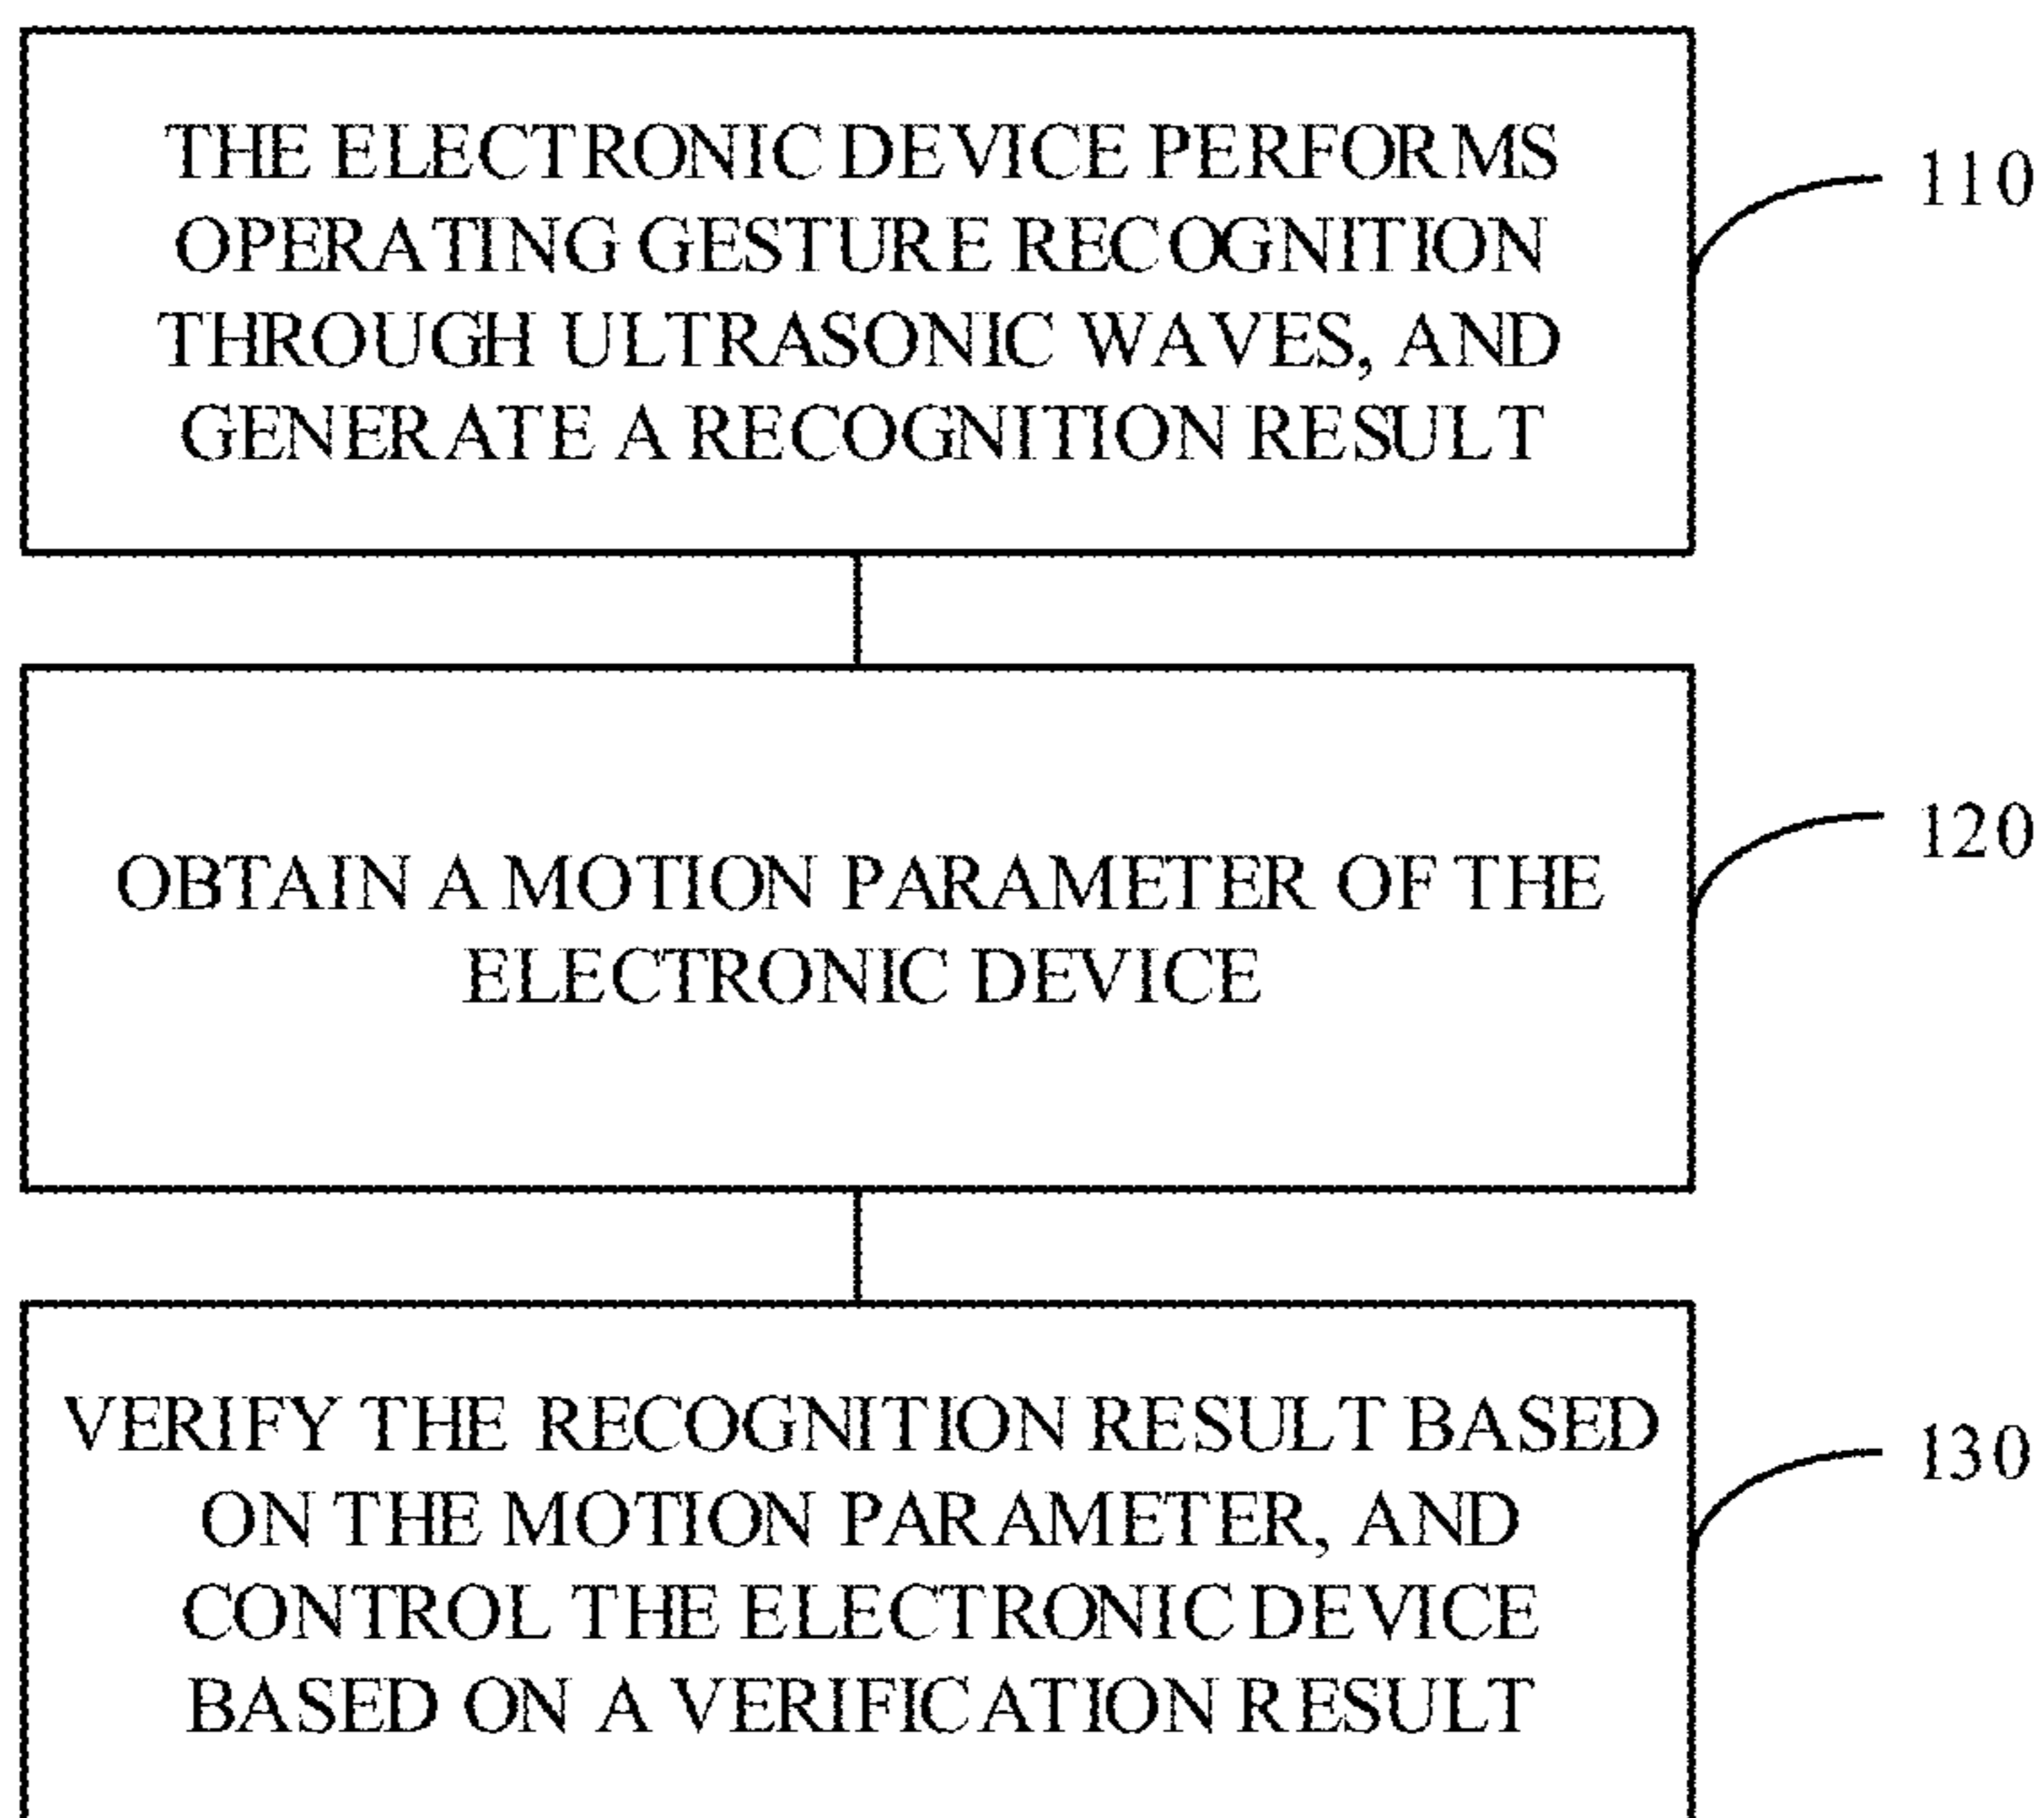 THE ELECTRONIC DEVICE PERFORMS
OPERATING GESTURE RECOGNITION
THROUGH ULTRASONIC WAVES, AND
GENERATE A RECOGNITION RESULT
110
OBTAIN A MOTION PARAMETER OF THE
ELECTRONIC DEVICE
120
VERIFY THE RECOGNITION RESULT BASED
ON THE MOTION PARAMETER, AND
CONTROL THE ELECTRONIC DEVICE
BASED ON A VERIFICATION RESULT
130